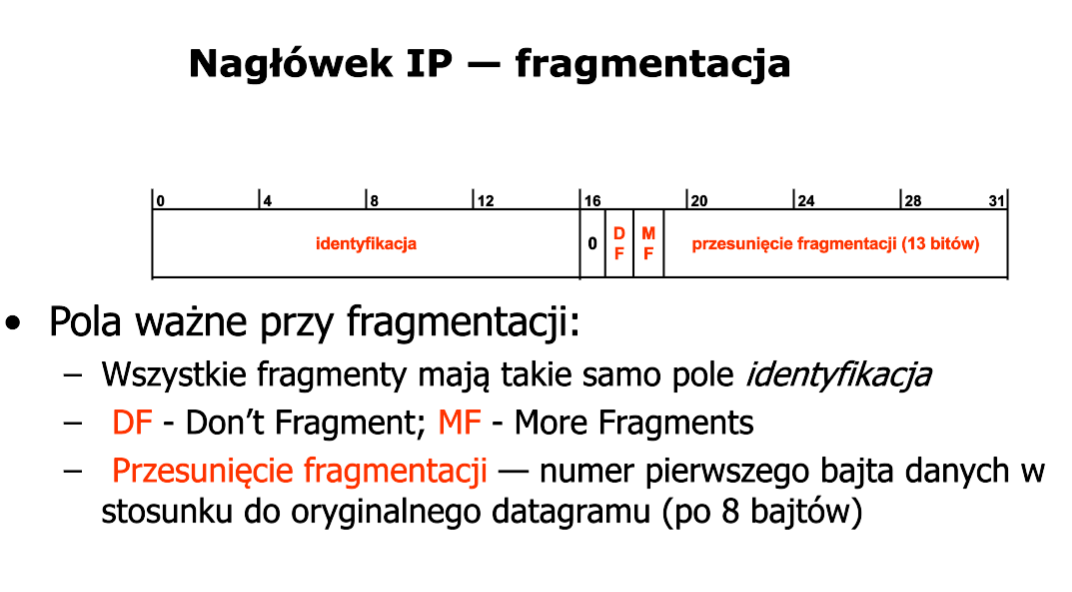 Nagłówek IP — fragmentacja
0 4 8 12 16 20 24 28 31
identyfikacja 0 D F M F przesunięcie fragmentacji (13 bitów)
• Pola ważne przy fragmentacji:
– Wszystkie fragmenty mają takie samo pole identyfikacja
– DF - Don’t Fragment; MF - More Fragments
– Przesunięcie fragmentacji — numer pierwszego bajta danych w
stosunku do oryginalnego datagramu (po 8 bajtów)